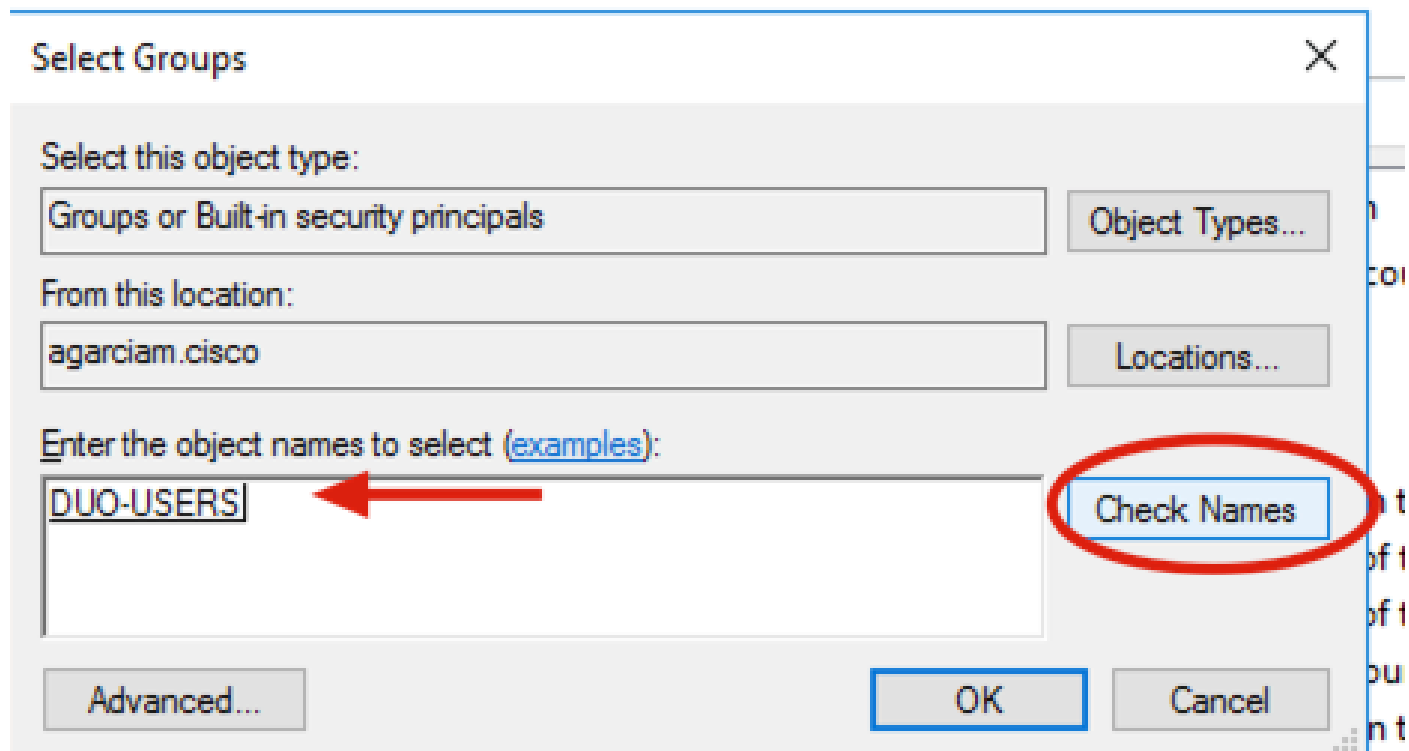 Select Groups
Select this object type:
Groups or Built-in security principals
Object Types...
From this location:
agarciam.cisco
Locations...
Enter the object names to select (examples):
DUO-USERS
Check Names
Advanced...
OK
Cancel